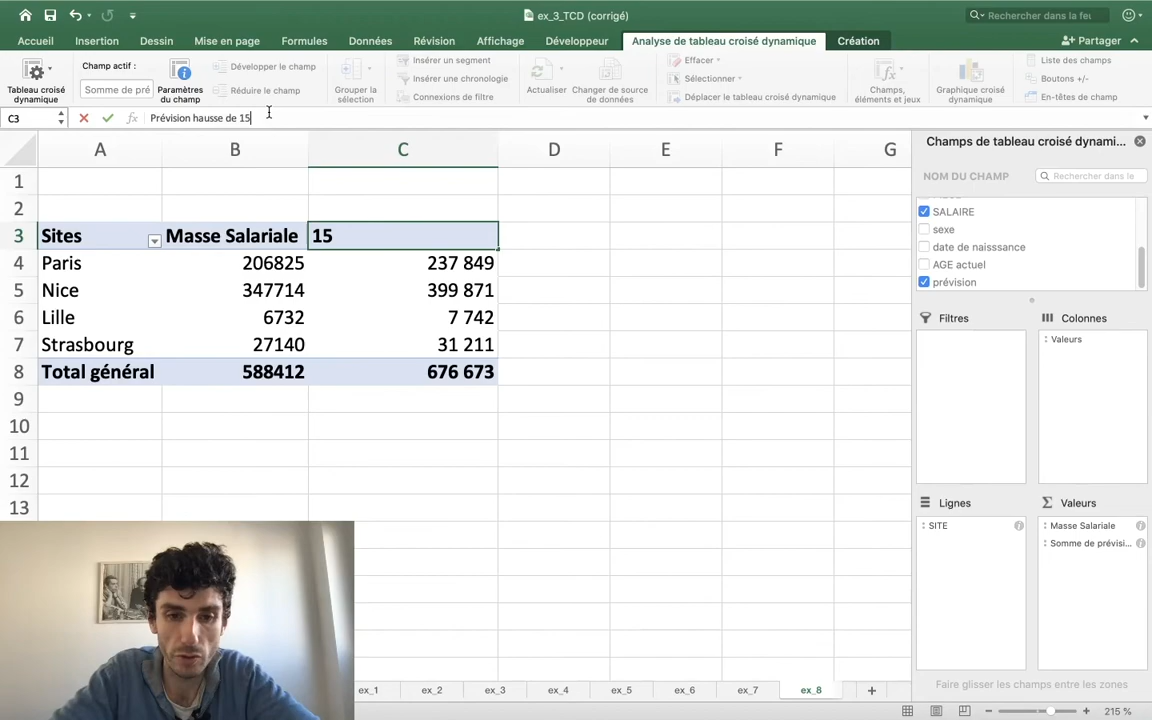 ex_3_TCD (corrigé)
Rechercher dans la feu
Accueil Insertion Dessin Mise en page Formules Données Révision Affichage Développeur Analyse de tableau croisé dynamique Création Partager
Tableau croisé dynamique
Champ actif :
Somme de pré
Paramètres du champ
Développer le champ
Réduire le champ
Grouper la sélection
Insérer un segment
Insérer une chronologie
Connexions de filtre
Actualiser
Changer de source de données
Effacer
Sélectionner
Déplacer le tableau croisé dynamique
Champs, éléments et jeux
Graphique croisé dynamique
Liste des champs
Boutons +/-
En-têtes de champ
C3 fx Prévision hausse de 15
A B C D E F G
1
2
3 Sites Masse Salariale 15
4 Paris 206825 237 849
5 Nice 347714 399 871
6 Lille 6732 7 742
7 Strasbourg 27140 31 211
8 Total général 588412 676 673
9
10
11
12
13
Champs de tableau croisé dynami...
NOM DU CHAMP Rechercher dans le
SALAIRE
sexe
date de naisssance
AGE actuel
prévision
Filtres Colonnes
Valeurs
Lignes Valeurs
SITE Masse Salariale
Somme de prévisi...
Faire glisser les champs entre les zones
ex_1 ex_2 ex_3 ex_4 ex_5 ex_6 ex_7 ex_8 +
215 %